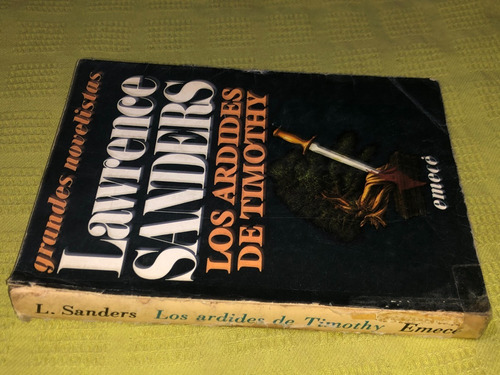 grandes novelistas
Lawrence
SANDERS
LOS ARDIDES
DE TIMOTHY
emecé
L. Sanders Los ardides de Timothy Emecé